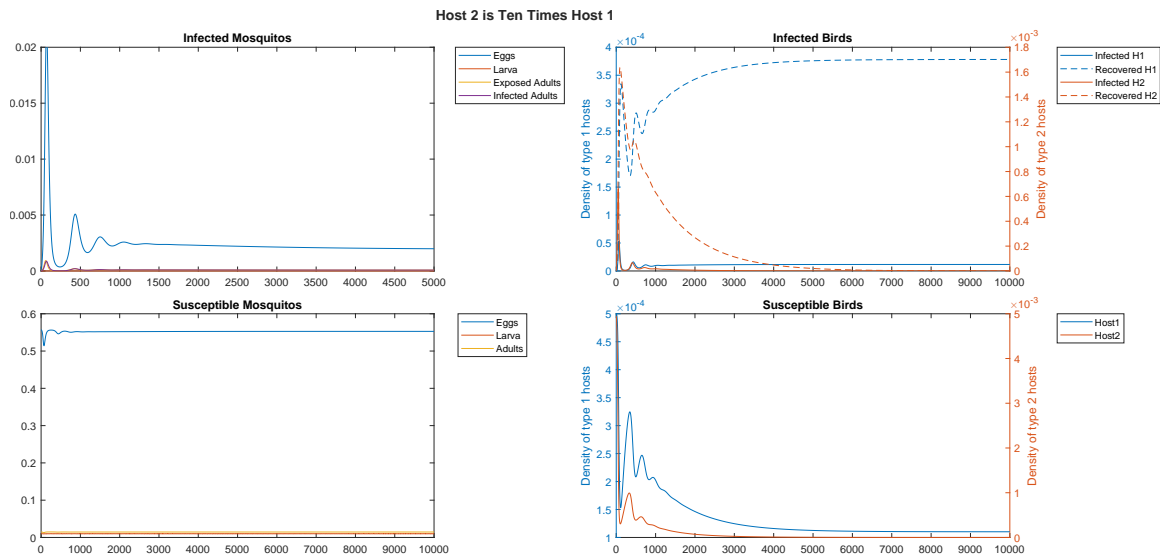 Host 2 is Ten Times Host 1
Infected Mosquitos
0.02
0.015
0.01
0.005
0
0 500 1000 1500 2000 2500 3000 3500 4000 4500 5000
Eggs
Larva
Exposed Adults
Infected Adults
Infected Birds
×10⁻⁴
4
3.5
3
2.5
2
1.5
1
0.5
0
Density of type 1 hosts
×10⁻³
1.8
1.6
1.4
1.2
1
0.8
0.6
0.4
0.2
0
Density of type 2 hosts
0 1000 2000 3000 4000 5000 6000 7000 8000 9000 10000
Infected H1
Recovered H1
Infected H2
Recovered H2
Susceptible Mosquitos
0.6
0.5
0.4
0.3
0.2
0.1
0
0 1000 2000 3000 4000 5000 6000 7000 8000 9000 10000
Eggs
Larva
Adults
Susceptible Birds
×10⁻⁴
5
4.5
4
3.5
3
2.5
2
1.5
1
Density of type 1 hosts
×10⁻³
5
4
3
2
1
0
Density of type 2 hosts
0 1000 2000 3000 4000 5000 6000 7000 8000 9000 10000
Host1
Host2